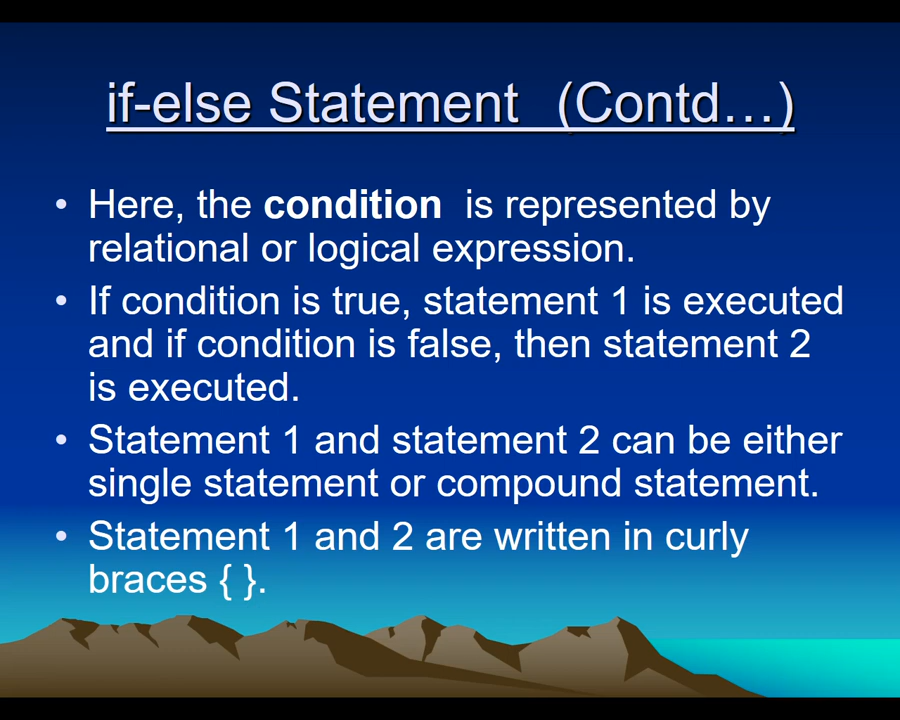 if-else Statement (Contd…)
• Here, the condition is represented by
relational or logical expression.
• If condition is true, statement 1 is executed
and if condition is false, then statement 2
is executed.
• Statement 1 and statement 2 can be either
single statement or compound statement.
• Statement 1 and 2 are written in curly
braces { }.